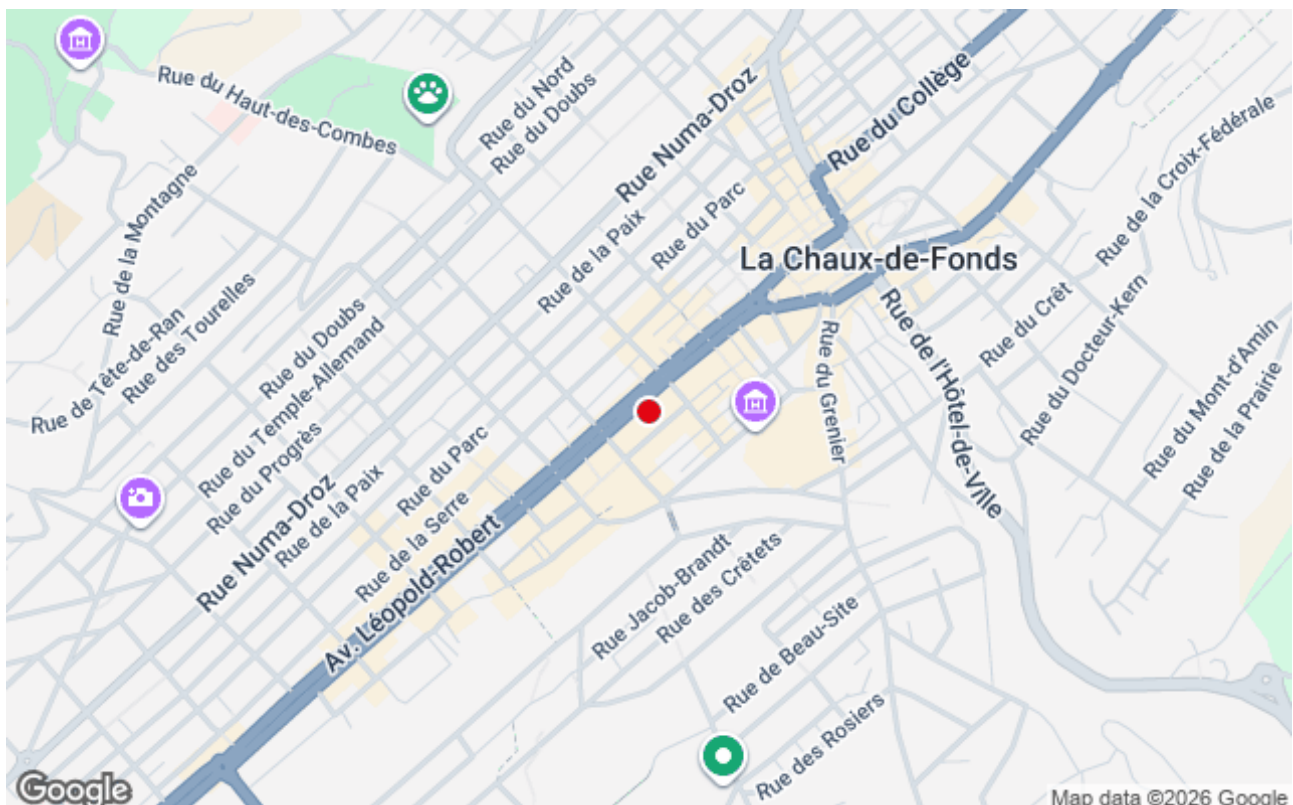 Rue du Haut-des-Combes
Rue du Nord
Rue du Doubs
Rue Numa-Droz
Rue du Collège
Rue de la Croix-Fédérale
Rue de la Montagne
Rue du Parc
Rue de la Paix
La Chaux-de-Fonds
Rue de Tête-de-Ran
Rue des Tourelles
Rue du Doubs
Rue du Temple-Allemand
Rue du Progrès
Rue Numa-Droz
Rue de la Paix
Rue du Parc
Rue de la Serre
Av. Léopold-Robert
Rue du Grenier
Rue de l'Hôtel-de-Ville
Rue du Crêt
Rue du Docteur-Kern
Rue du Mont-d'Amin
Rue de la Prairie
Rue Jacob-Brandt
Rue des Crêtets
Rue de Beau-Site
Rue des Rosiers
Google
Map data ©2026 Google